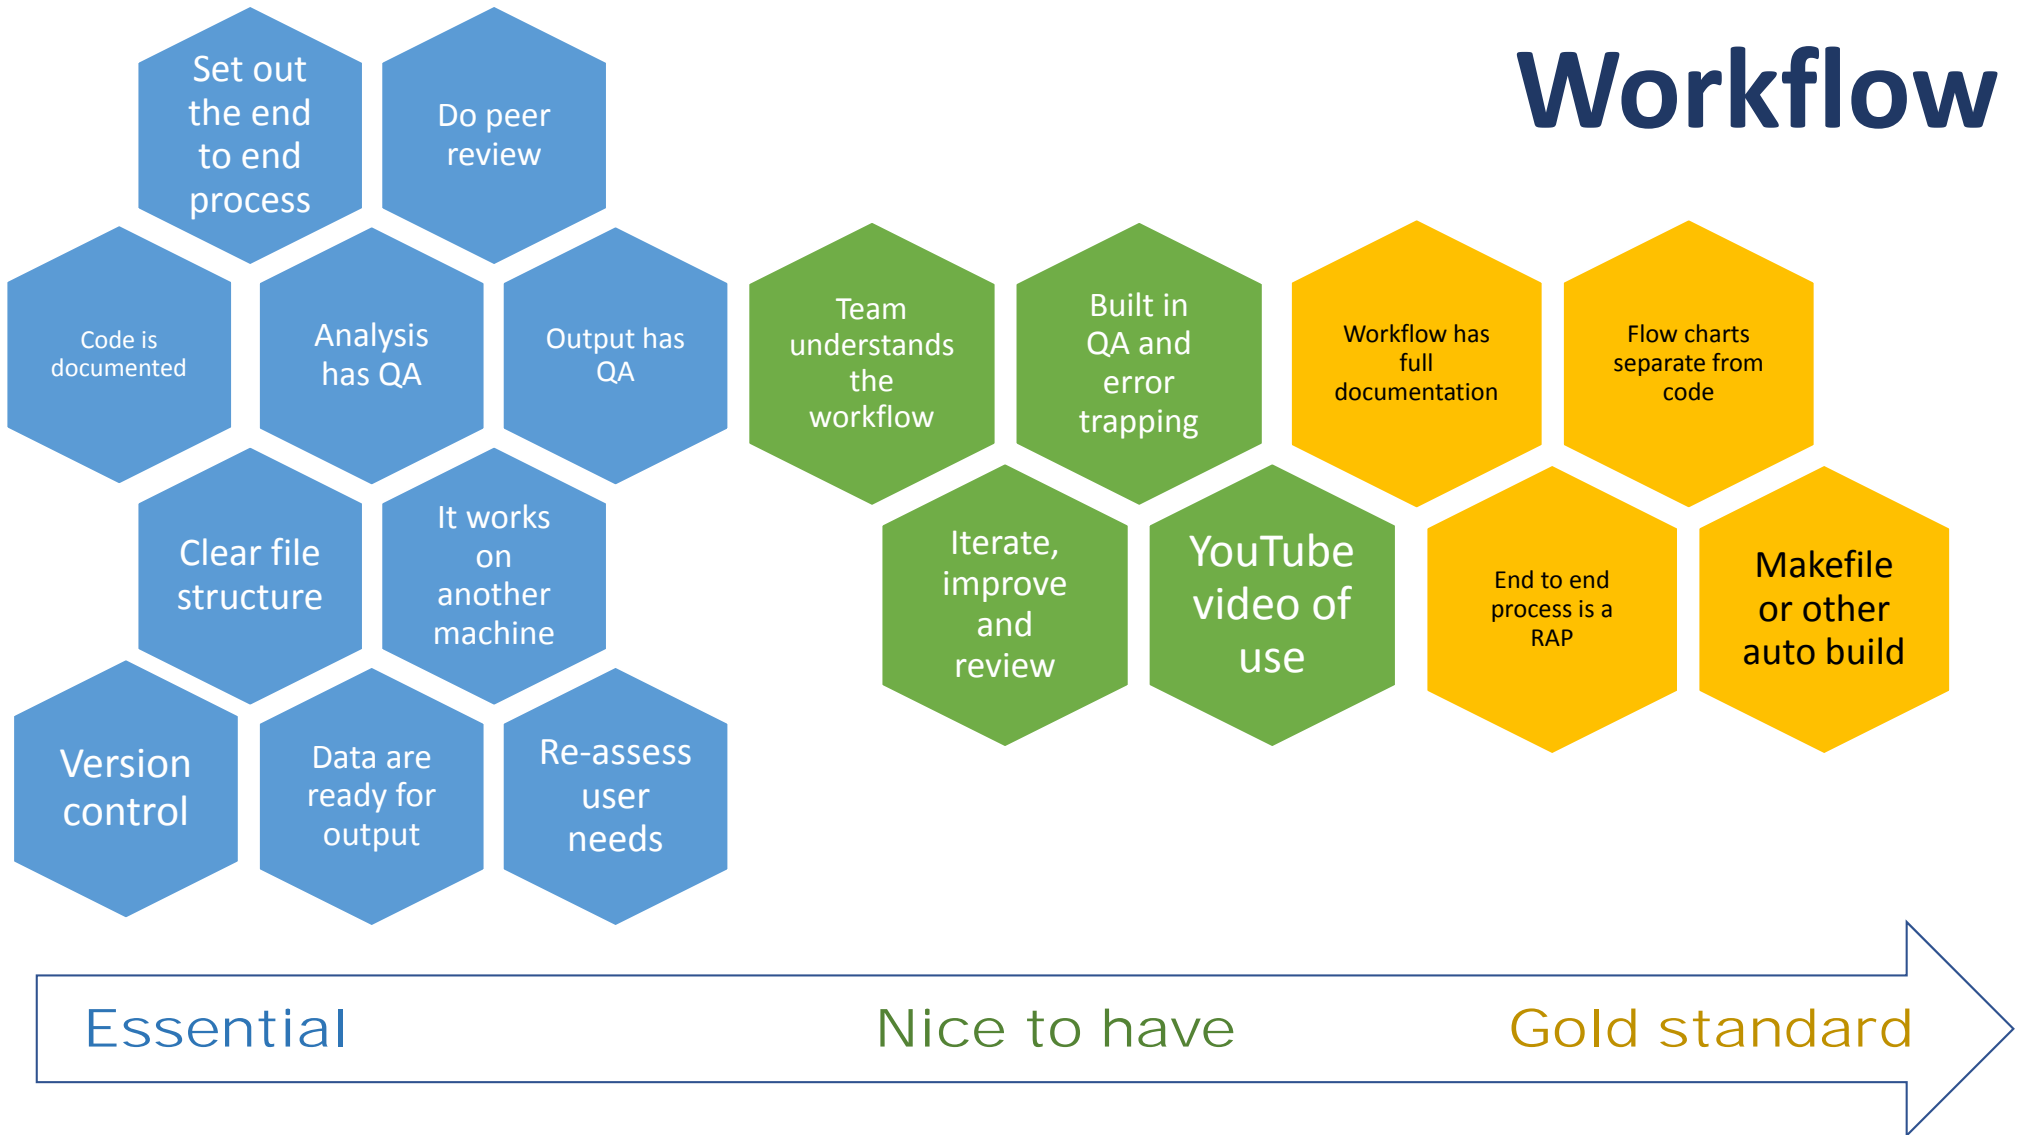 Workflow
Set out
the end
to end
process
Do peer
review
Code is
documented
Analysis
has QA
Output has
QA
Clear file
structure
It works
on
another
machine
Version
control
Data are
ready for
output
Re-assess
user
needs
Team
understands
the
workflow
Built in
QA and
error
trapping
Iterate,
improve
and
review
YouTube
video of
use
Workflow has
full
documentation
Flow charts
separate from
code
End to end
process is a
RAP
Makefile
or other
auto build
Essential
Nice to have
Gold standard